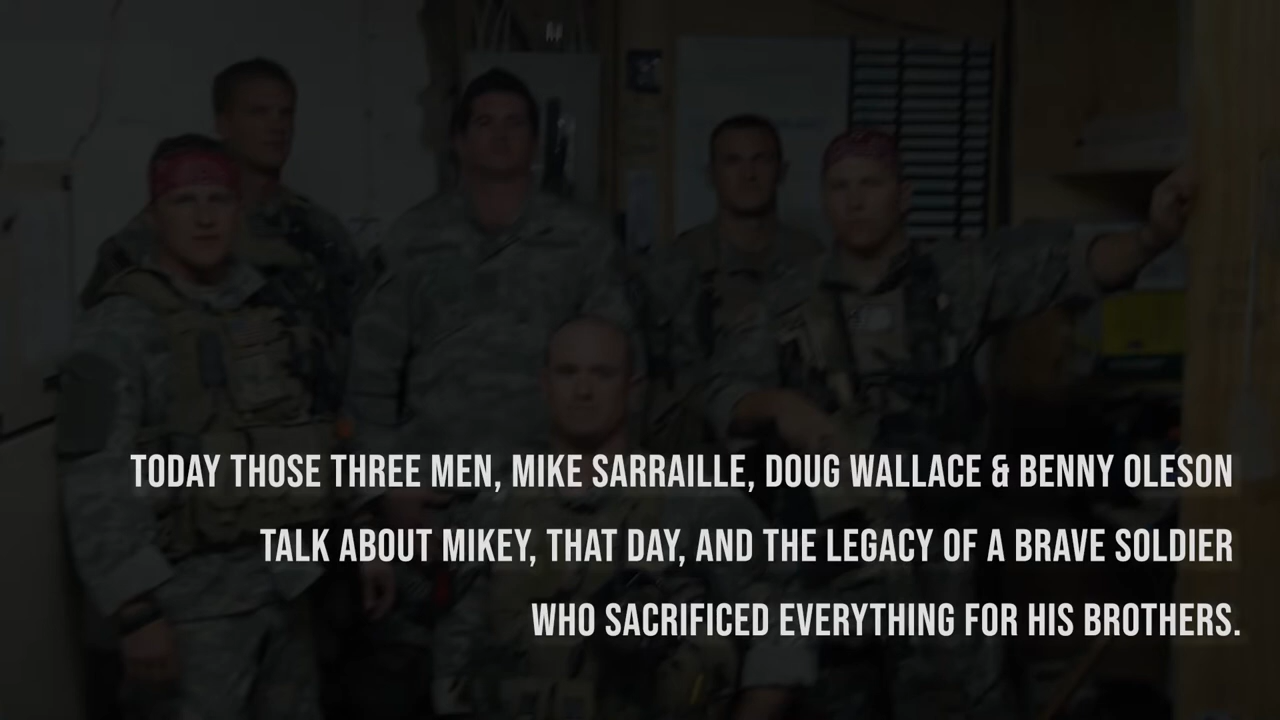 TODAY THOSE THREE MEN, MIKE SARRAILLE, DOUG WALLACE & BENNY OLESON
TALK ABOUT MIKEY, THAT DAY, AND THE LEGACY OF A BRAVE SOLDIER
WHO SACRIFICED EVERYTHING FOR HIS BROTHERS.